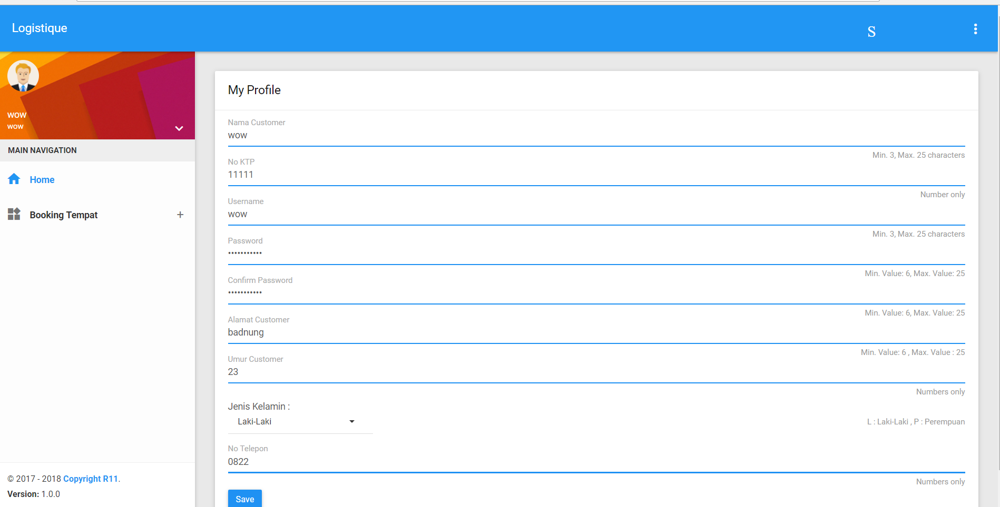 Logistique
S
wow
wow
MAIN NAVIGATION
Home
Booking Tempat +
© 2017 - 2018 Copyright R11.
Version: 1.0.0
My Profile
Nama Customer
wow
Min. 3, Max. 25 characters
No KTP
11111
Number only
Username
wow
Min. 3, Max. 25 characters
Password
•••••••••••
Min. Value: 6, Max. Value: 25
Confirm Password
•••••••••••
Min. Value: 6, Max. Value: 25
Alamat Customer
badnung
Min. Value: 6 , Max. Value : 25
Umur Customer
23
Numbers only
Jenis Kelamin :
Laki-Laki
L : Laki-Laki , P : Perempuan
No Telepon
0822
Numbers only
Save